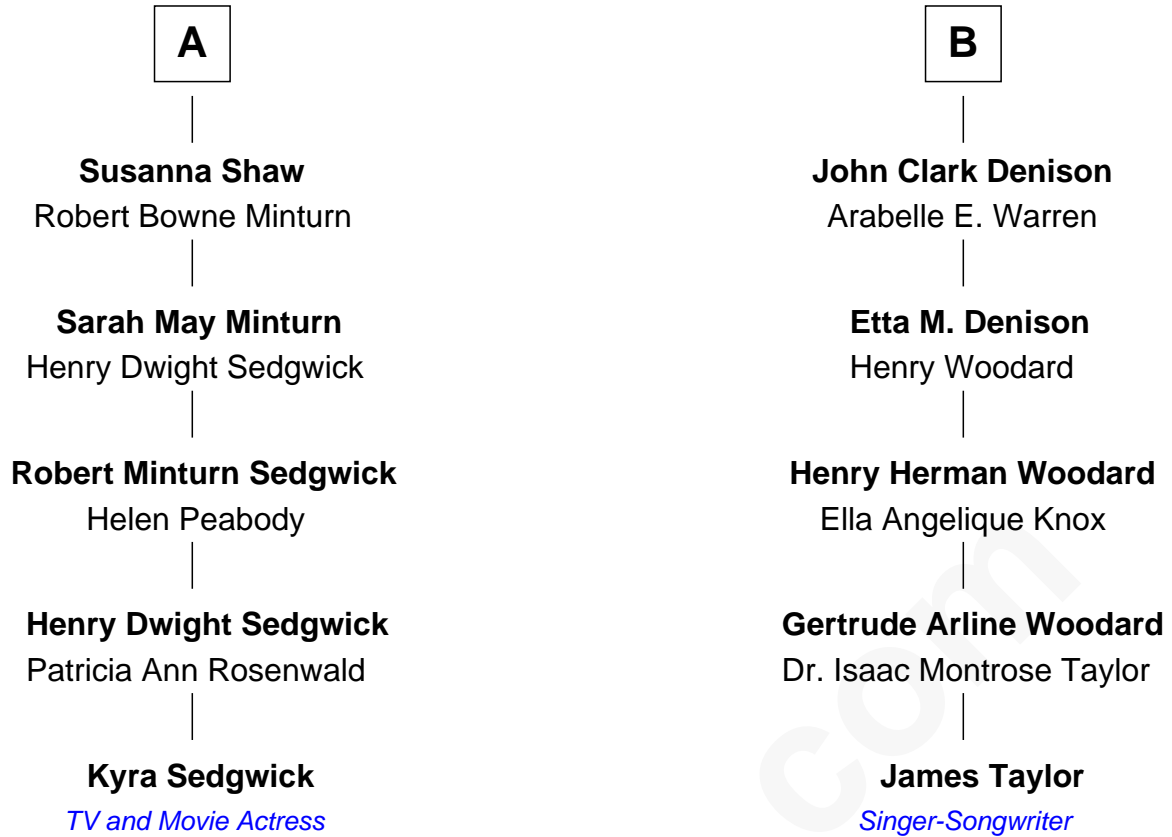 A
Susanna Shaw
Robert Bowne Minturn
Sarah May Minturn
Henry Dwight Sedgwick
Robert Minturn Sedgwick
Helen Peabody
Henry Dwight Sedgwick
Patricia Ann Rosenwald
Kyra Sedgwick
TV and Movie Actress
B
John Clark Denison
Arabelle E. Warren
Etta M. Denison
Henry Woodard
Henry Herman Woodard
Ella Angelique Knox
Gertrude Arline Woodard
Dr. Isaac Montrose Taylor
James Taylor
Singer-Songwriter
com